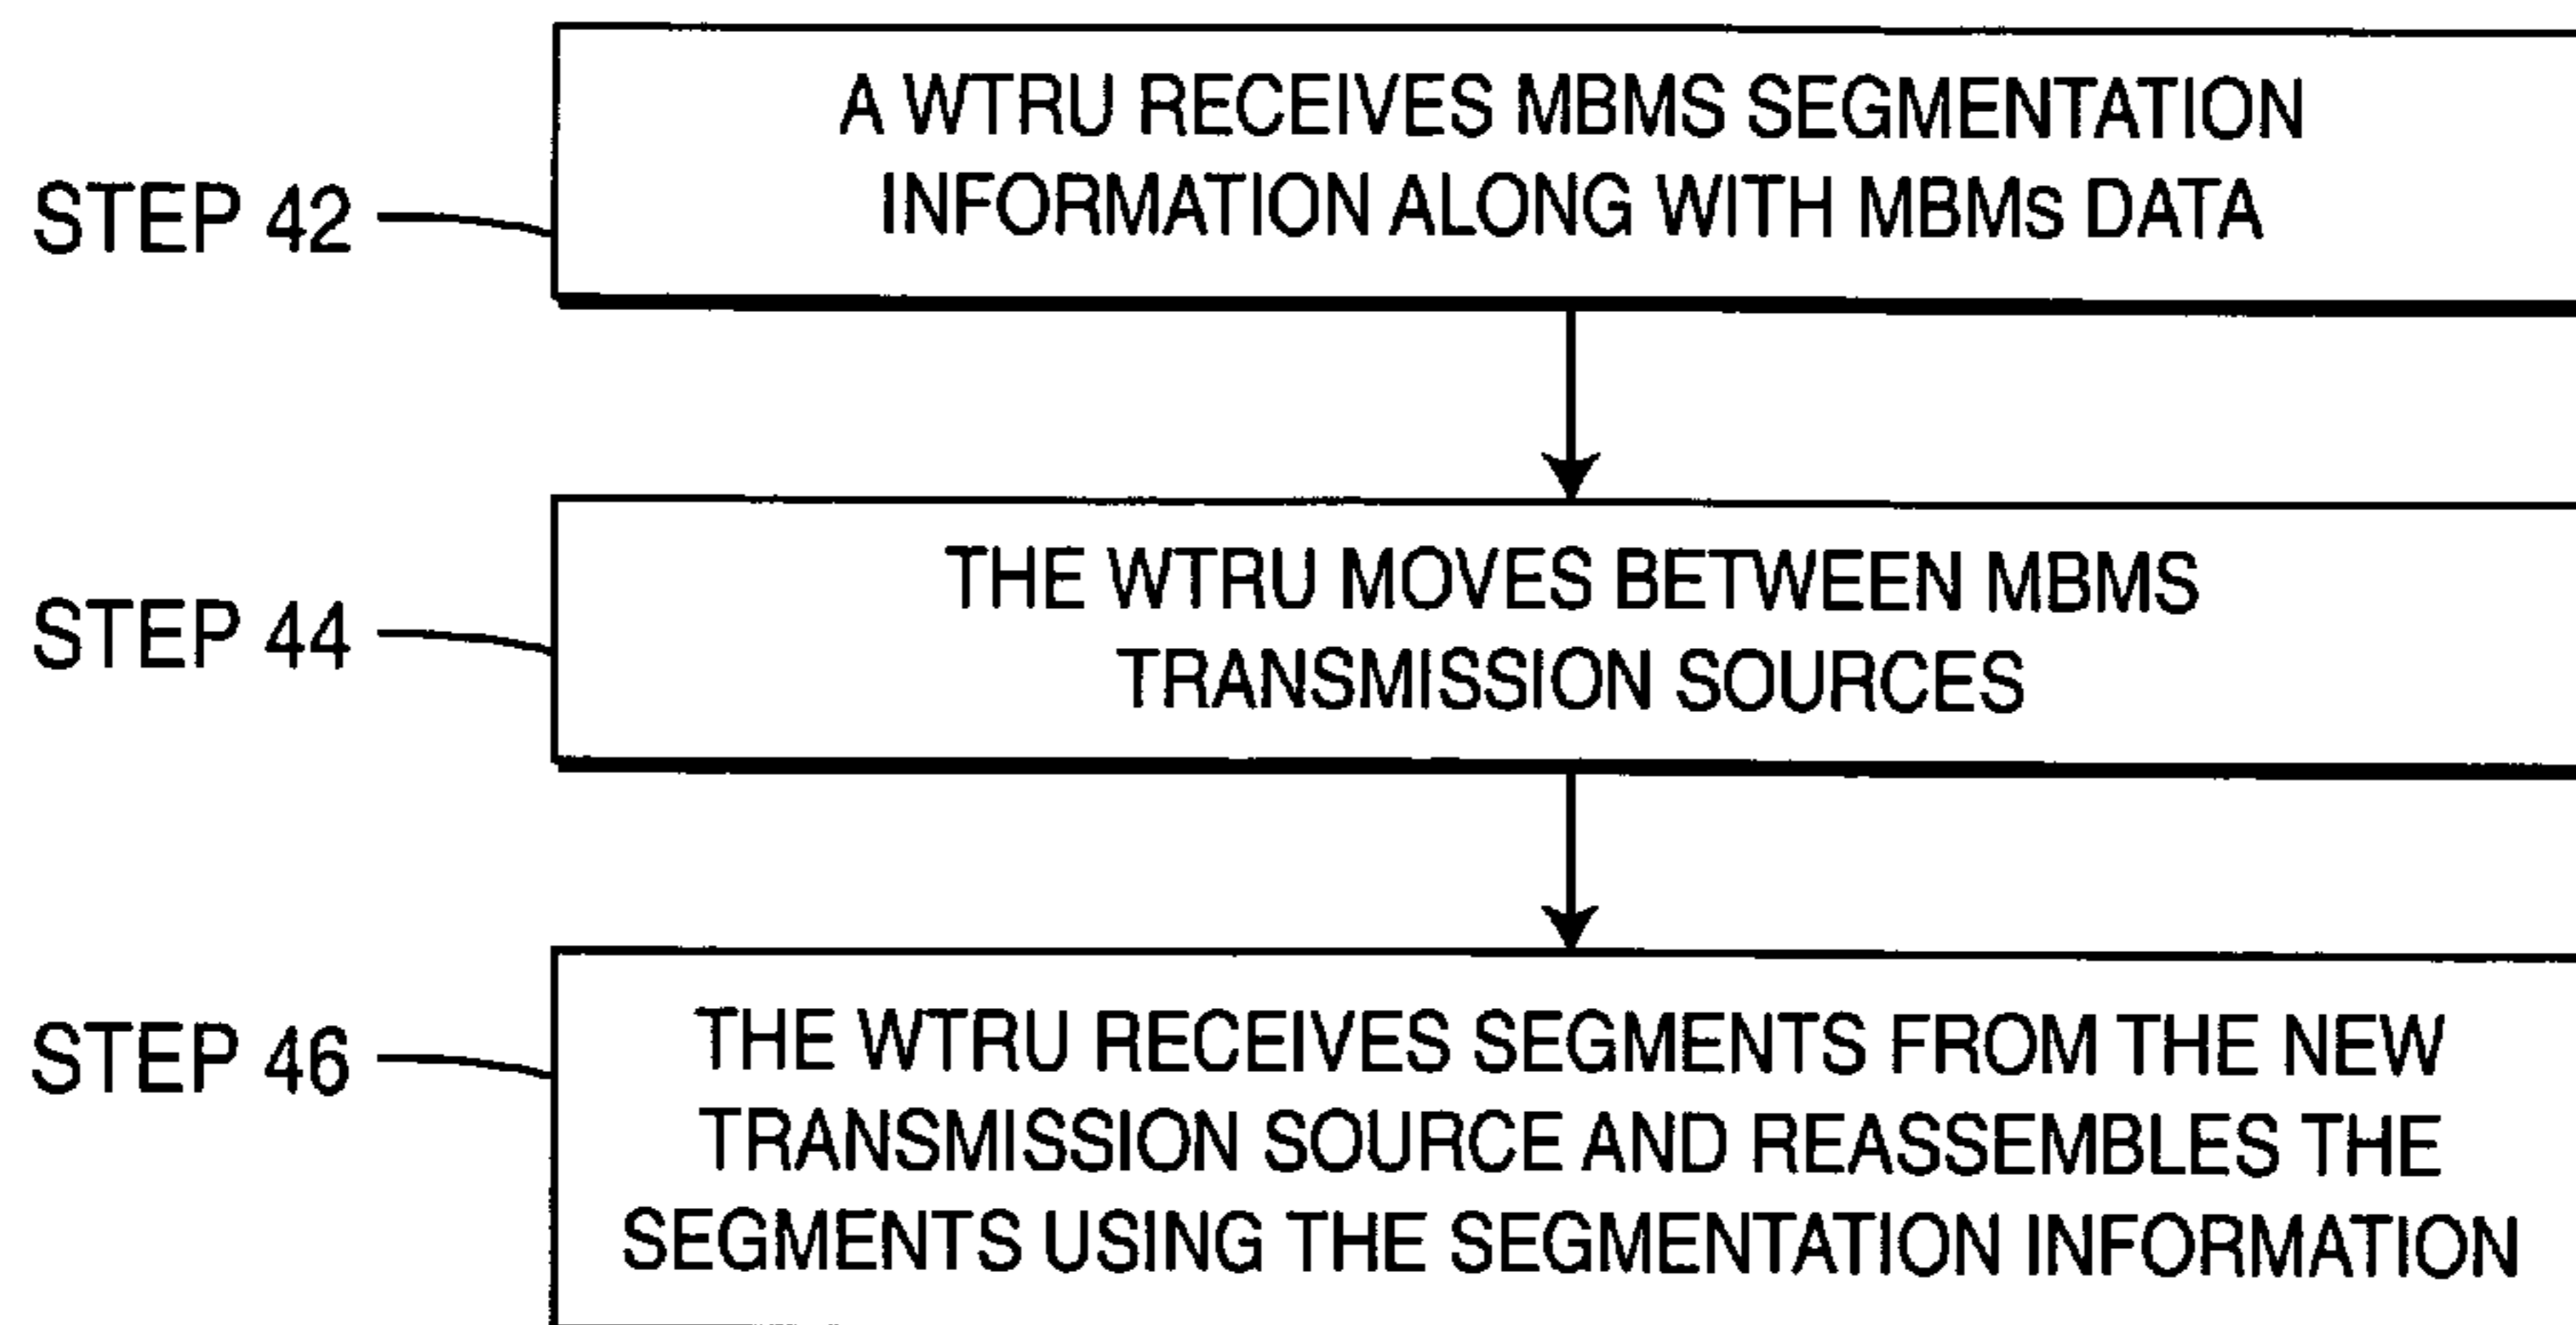 A WTRU RECEIVES MBMS SEGMENTATION
INFORMATION ALONG WITH MBMs DATA
STEP 42
THE WTRU MOVES BETWEEN MBMS
TRANSMISSION SOURCES
STEP 44
THE WTRU RECEIVES SEGMENTS FROM THE NEW
TRANSMISSION SOURCE AND REASSEMBLES THE
SEGMENTS USING THE SEGMENTATION INFORMATION
STEP 46